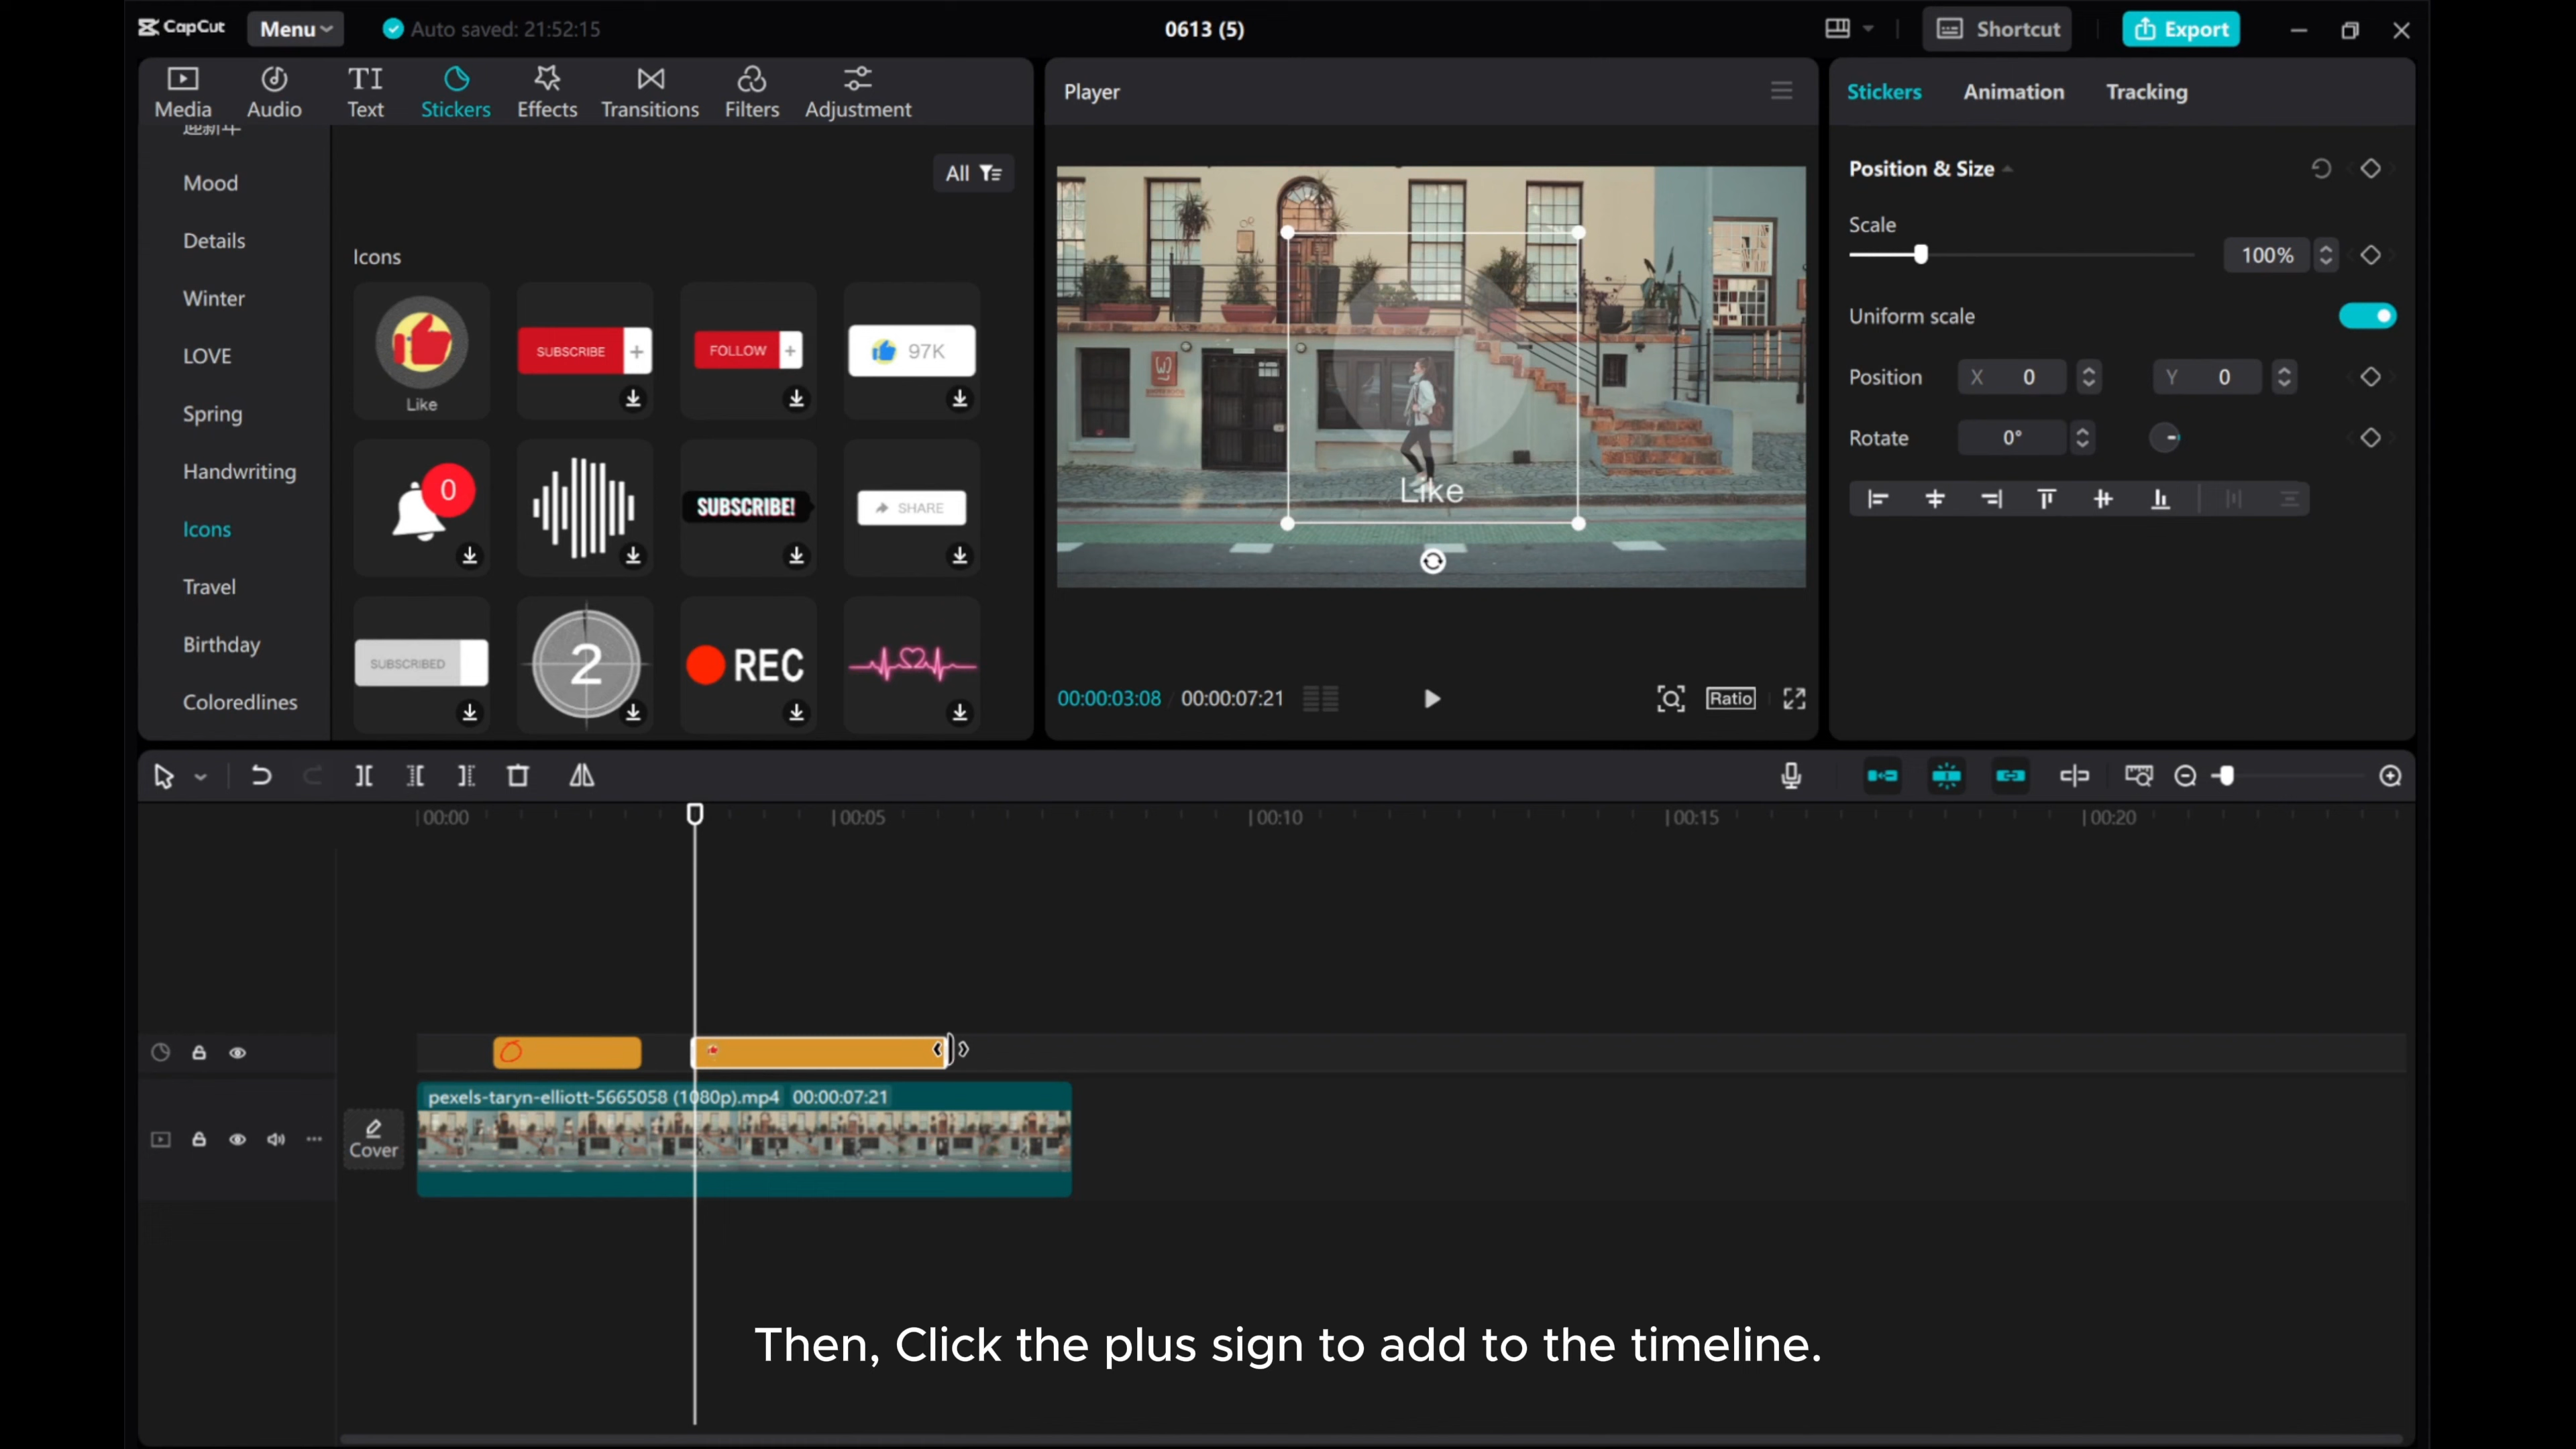 CapCut
Menu
Auto saved: 21:52:15
0613 (5)
Shortcut
Export
Media
Audio
TI
Text
Stickers
Effects
Transitions
Filters
Adjustment
Player
Stickers
Animation
Tracking
Mood
Details
Winter
LOVE
Spring
Handwriting
Icons
Travel
Birthday
Coloredlines
All
Icons
Like
SUBSCRIBE +
FOLLOW +
97K
0
SUBSCRIBE!
SHARE
SUBSCRIBED
2
REC
Like
00:00:03:08 / 00:00:07:21
Ratio
Position & Size
Scale
100%
Uniform scale
Position
X 0
Y 0
Rotate
0°
00:00
00:05
00:10
00:15
00:20
Cover
pexels-taryn-elliott-5665058 (1080p).mp4 00:00:07:21
Then, Click the plus sign to add to the timeline.